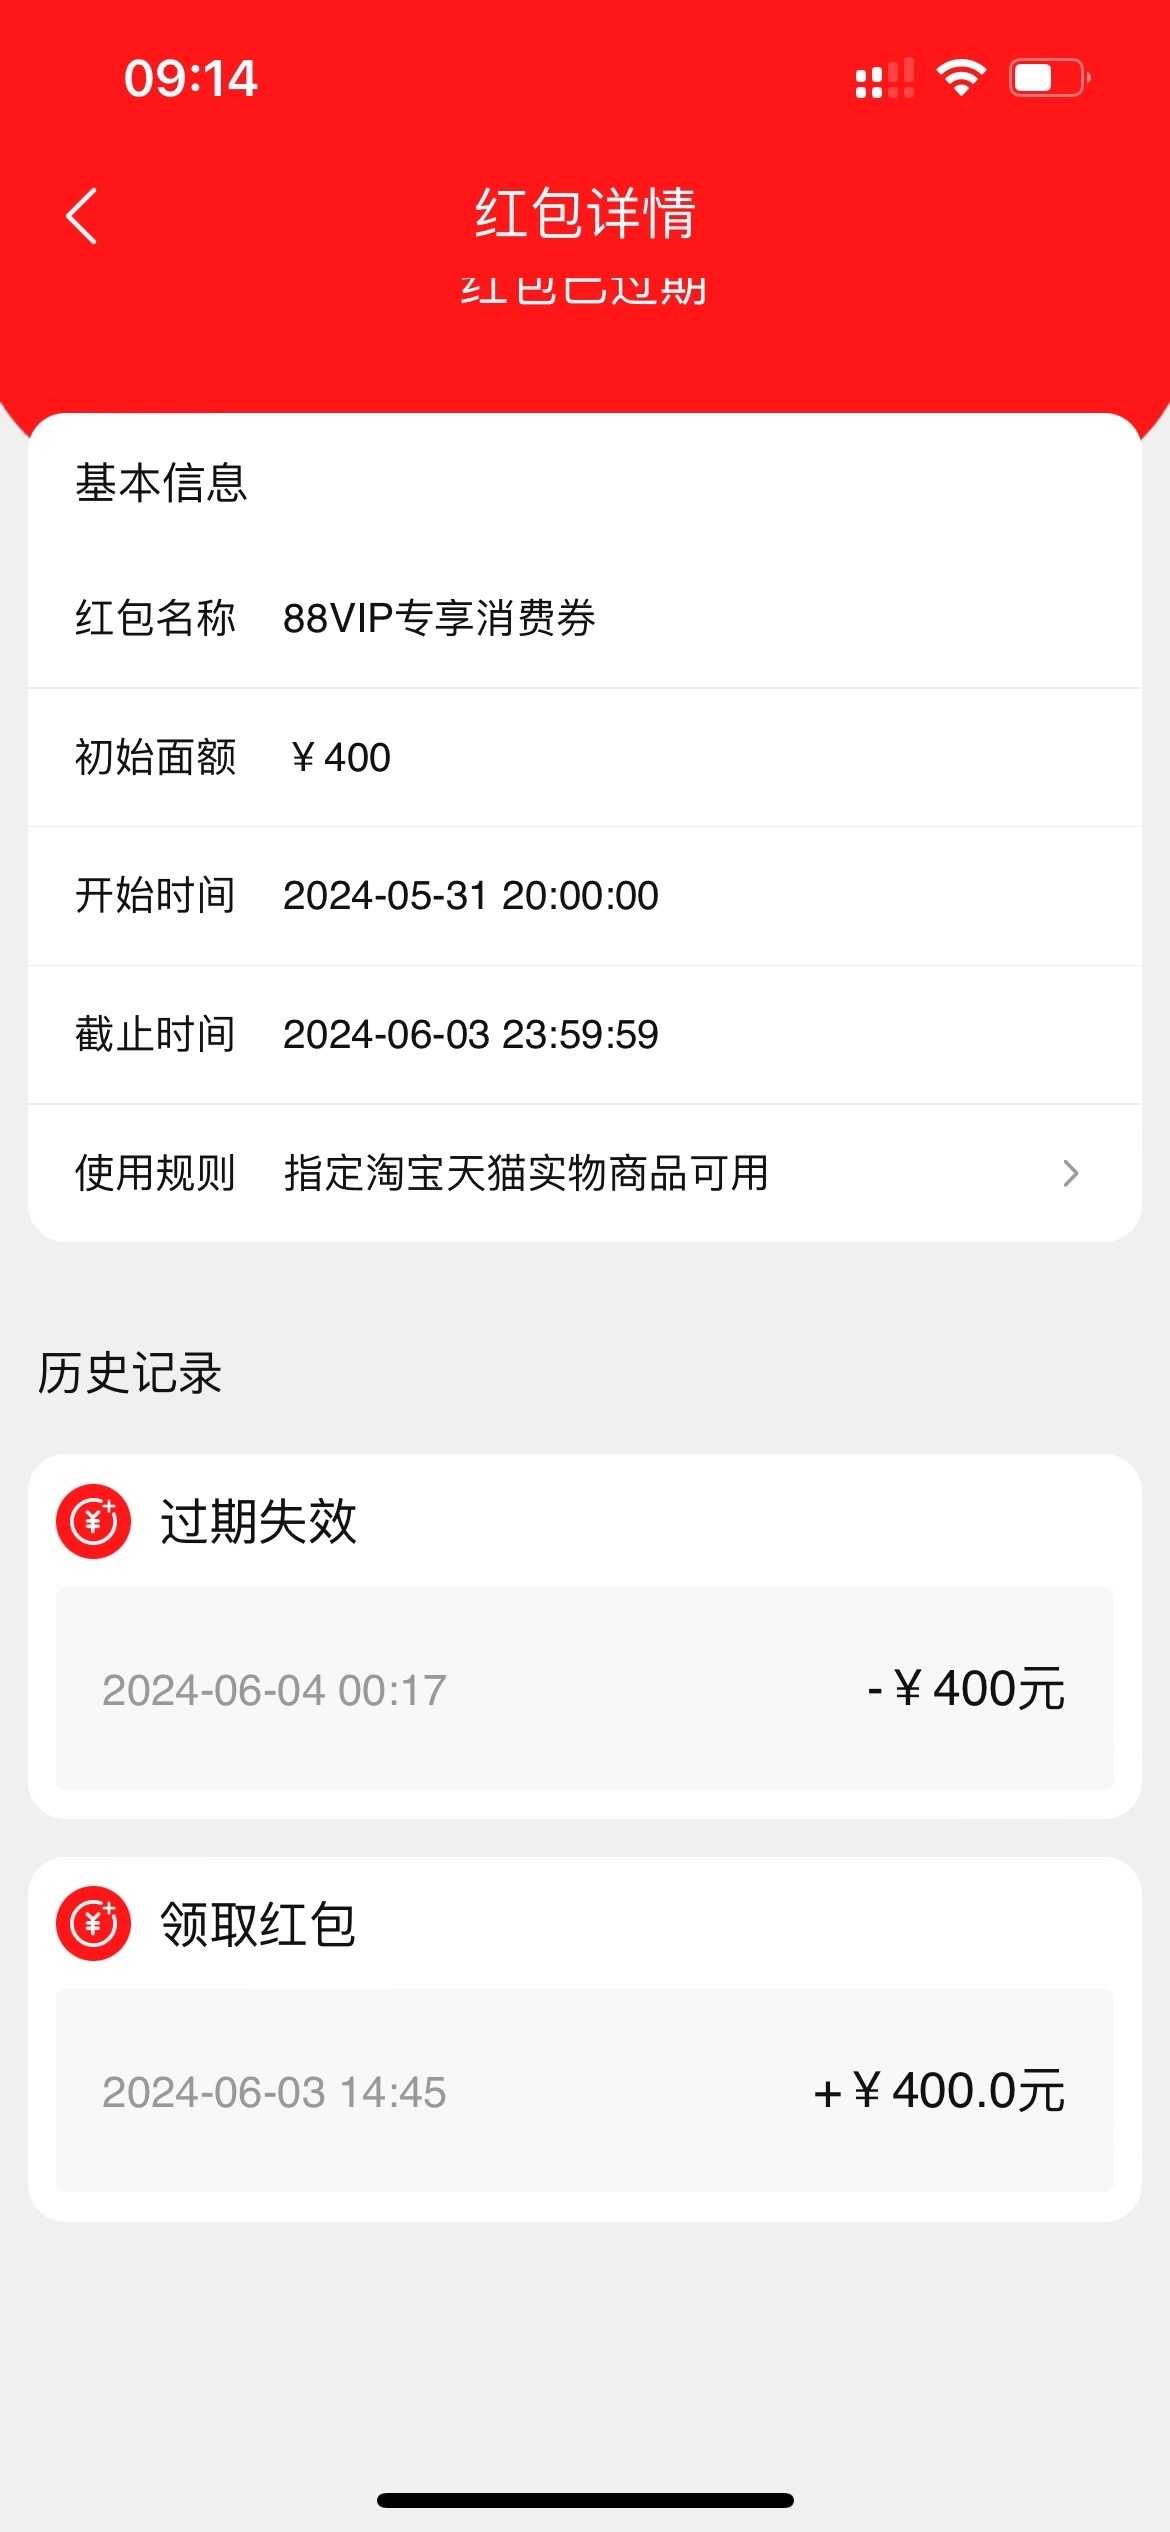 09:14
红包详情
红包已过期
基本信息
红包名称 88VIP专享消费券
初始面额 ¥400
开始时间 2024-05-31 20:00:00
截止时间 2024-06-03 23:59:59
使用规则 指定淘宝天猫实物商品可用
历史记录
过期失效
2024-06-04 00:17 -¥400元
领取红包
2024-06-03 14:45 +¥400.0元